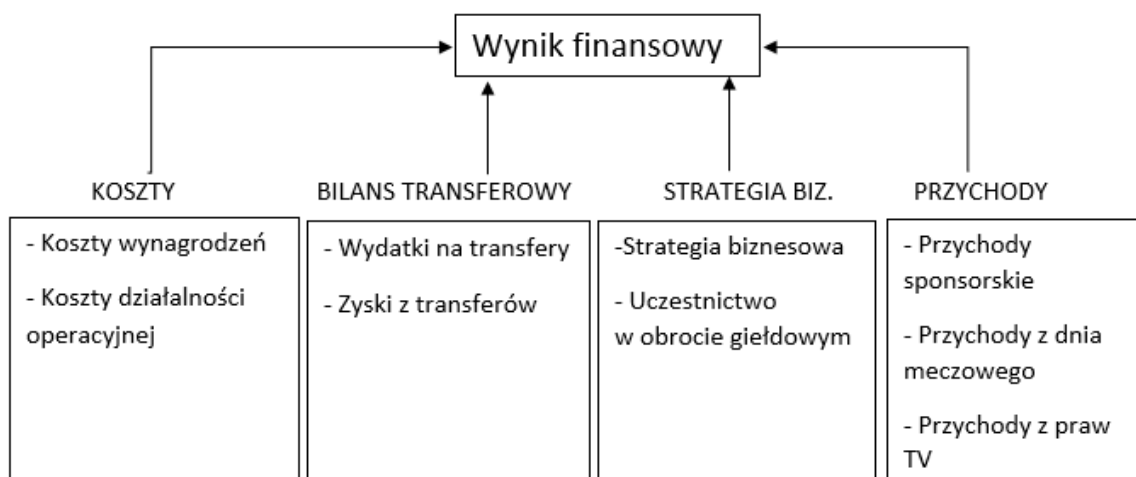 Wynik finansowy
KOSZTY
- Koszty wynagrodzeń
- Koszty działalności
operacyjnej
BILANS TRANSFEROWY
- Wydatki na transfery
- Zyski z transferów
STRATEGIA BIZ.
-Strategia biznesowa
- Uczestnictwo
w obrocie giełdowym
PRZYCHODY
- Przychody
sponsorskie
- Przychody z dnia
meczowego
- Przychody z praw
TV